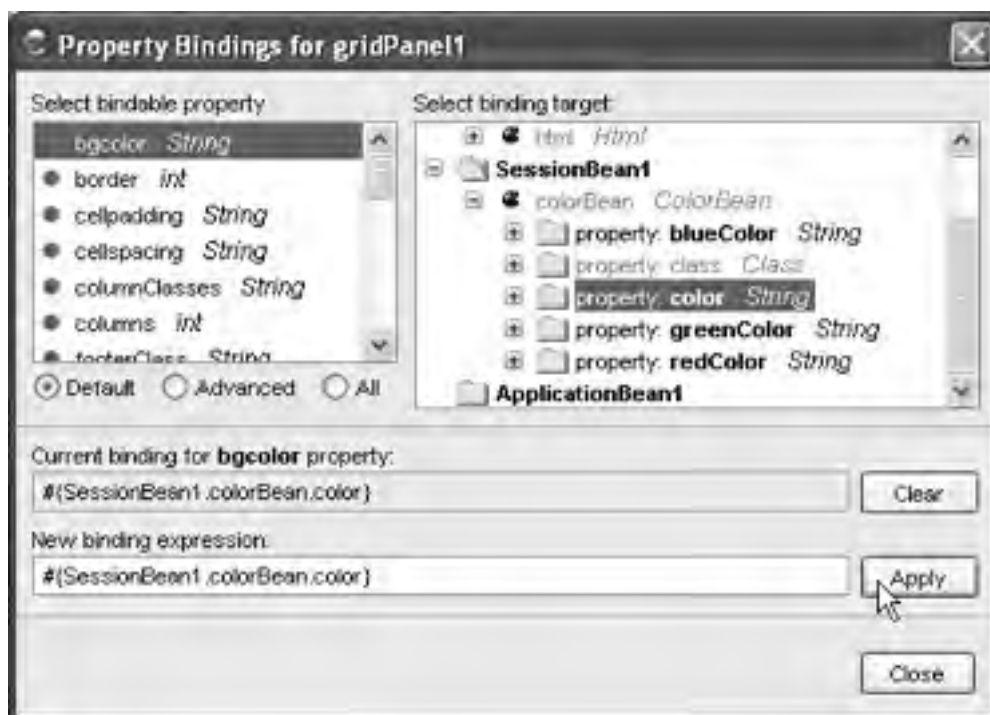 Property Bindings for gridPanel1
Select bindable property
bgcolor String
border int
cellpadding String
cellspacing String
columnClasses String
columns int
footerClass String
Default Advanced All
Select binding target:
html Html
SessionBean1
colorBean ColorBean
property: blueColor String
property: class Class
property: color String
property: greenColor String
property: redColor String
ApplicationBean1
Current binding for bgcolor property:
#{SessionBean1.colorBean.color}
Clear
New binding expression:
#{SessionBean1.colorBean.color}
Apply
Close